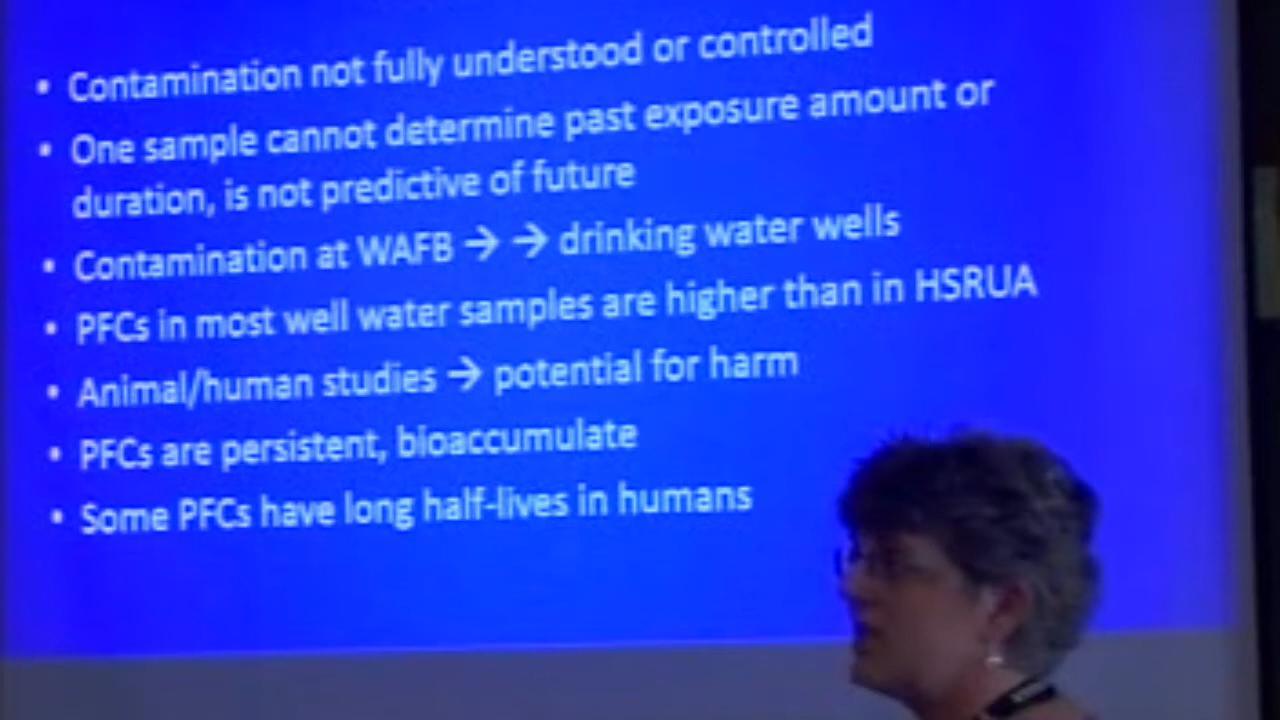 • Contamination not fully understood or controlled
• One sample cannot determine past exposure amount or
duration, is not predictive of future
• Contamination at WAFB → → drinking water wells
• PFCs in most well water samples are higher than in HSRUA
• Animal/human studies → potential for harm
• PFCs are persistent, bioaccumulate
• Some PFCs have long half-lives in humans